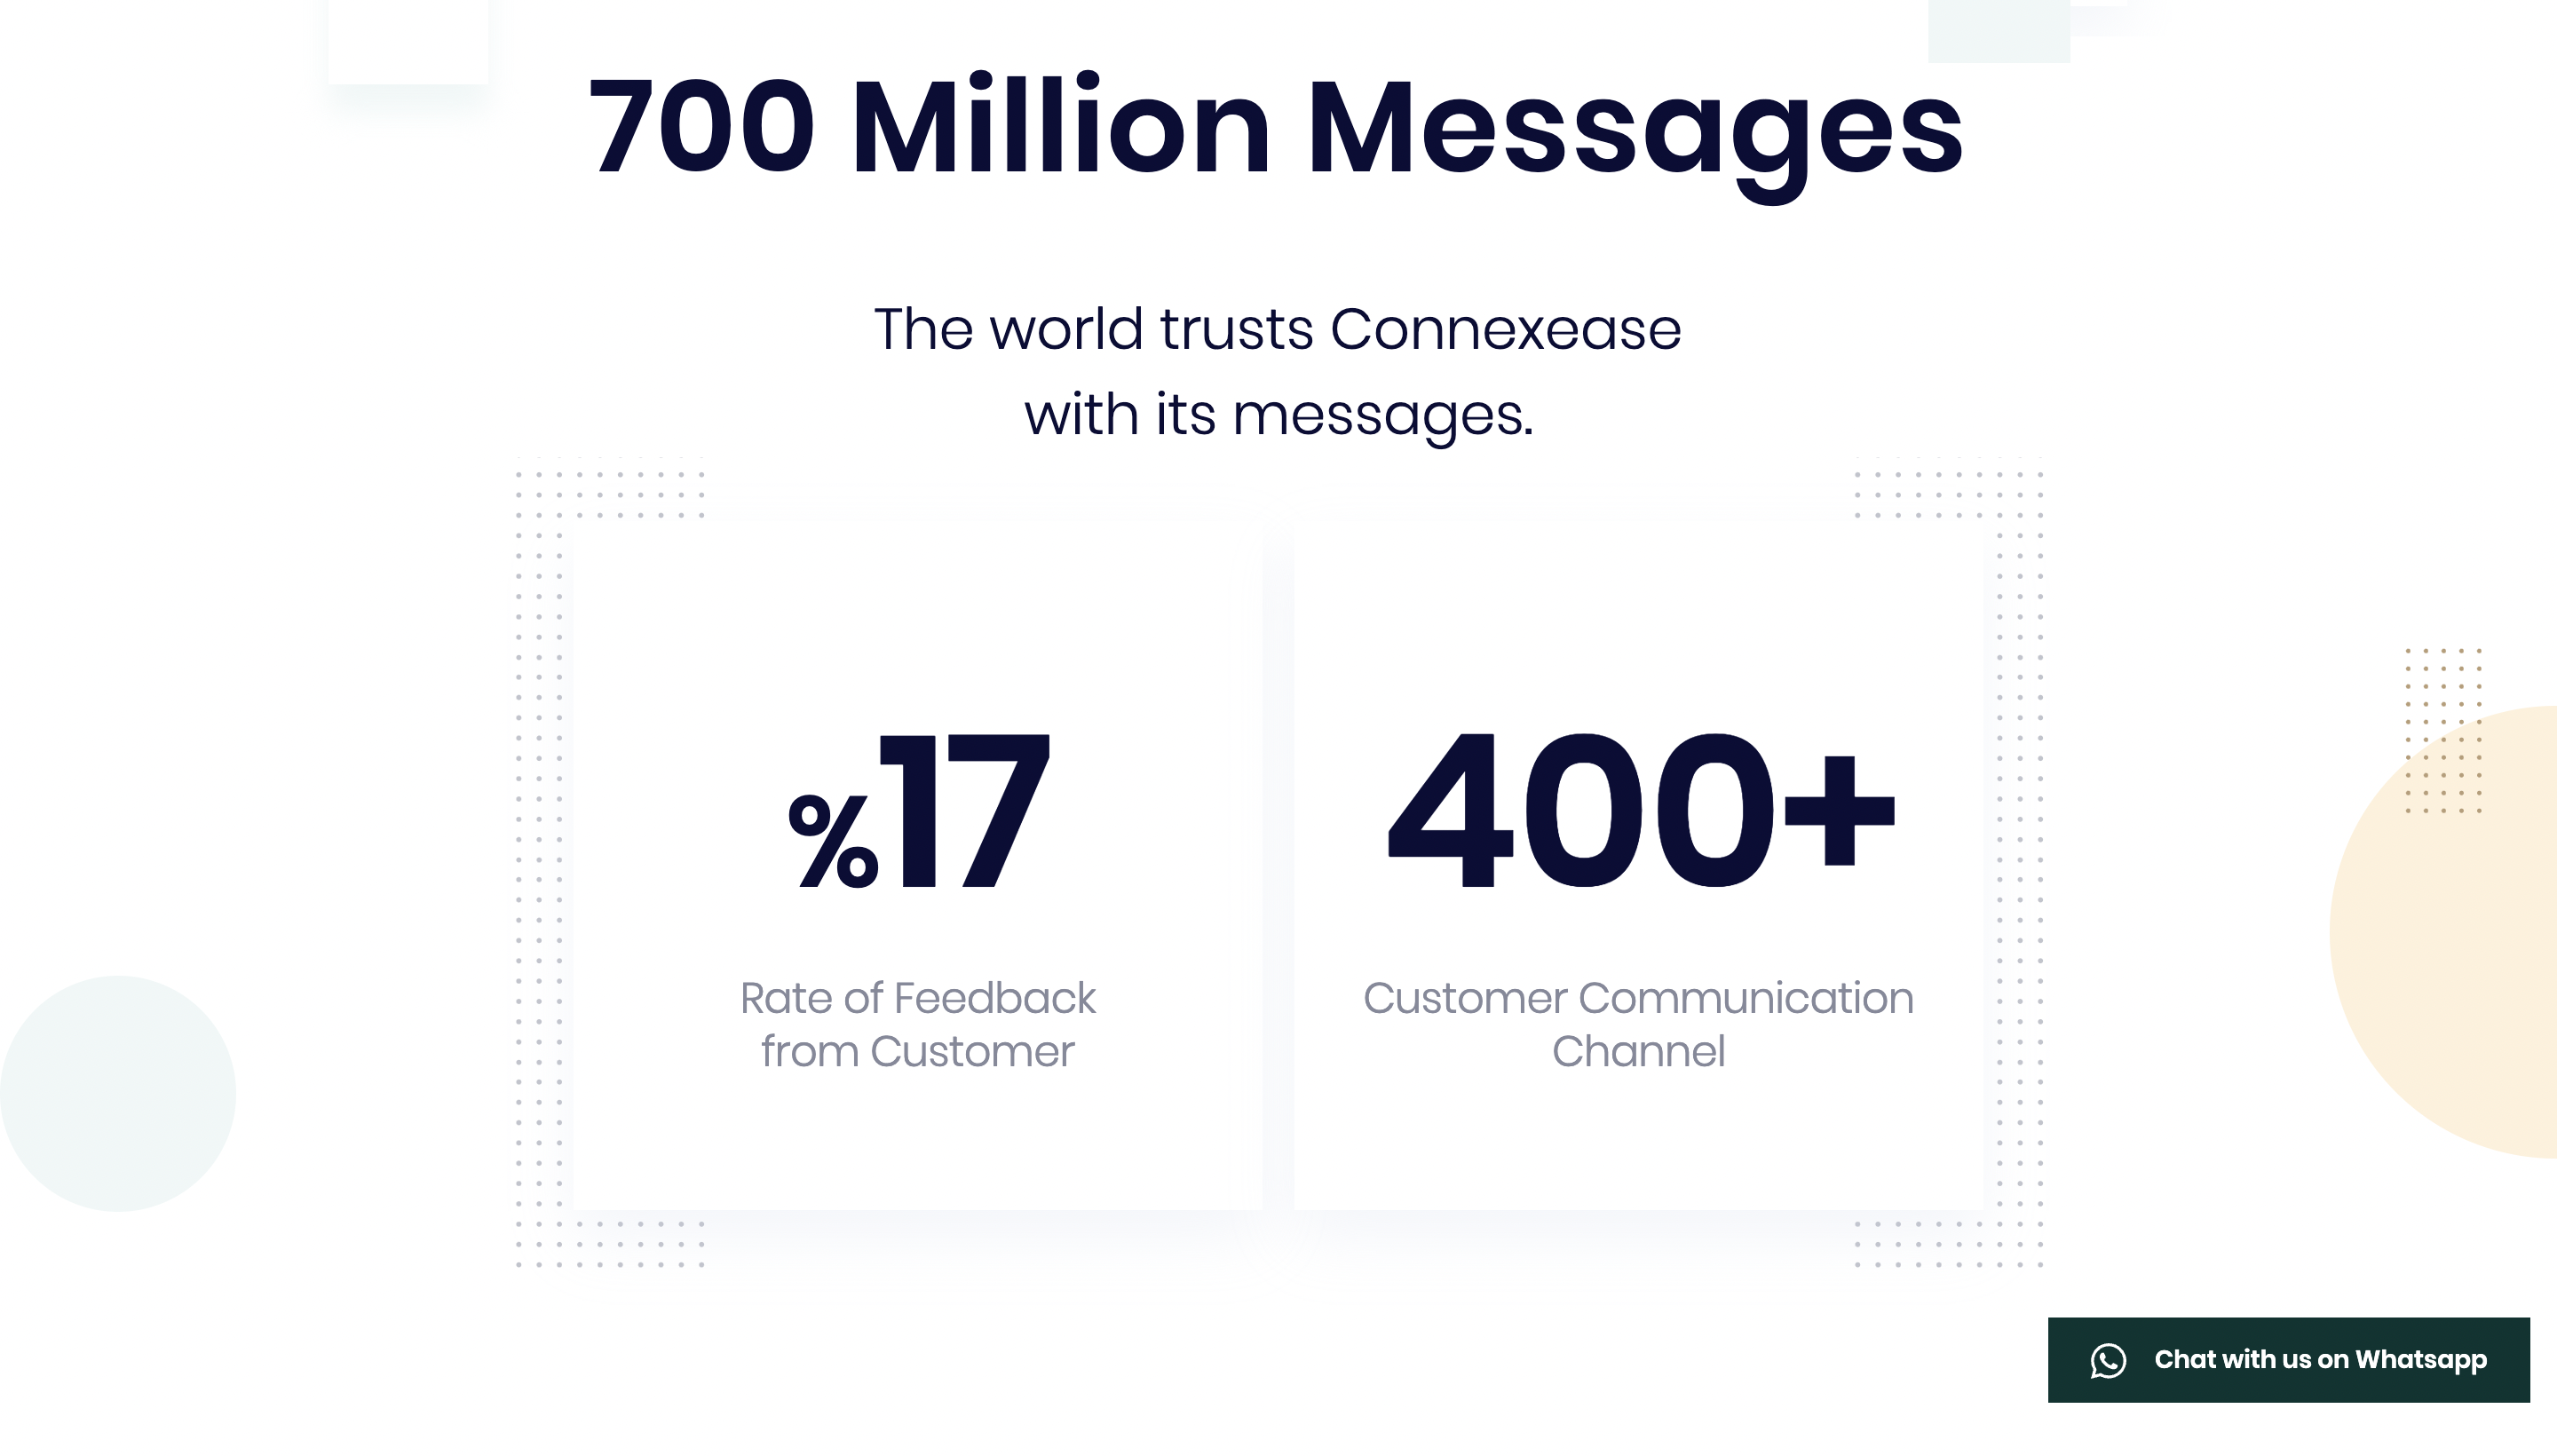 700 Million Messages
The world trusts Connexease
with its messages.
%17
Rate of Feedback
from Customer
400+
Customer Communication
Channel
Chat with us on Whatsapp